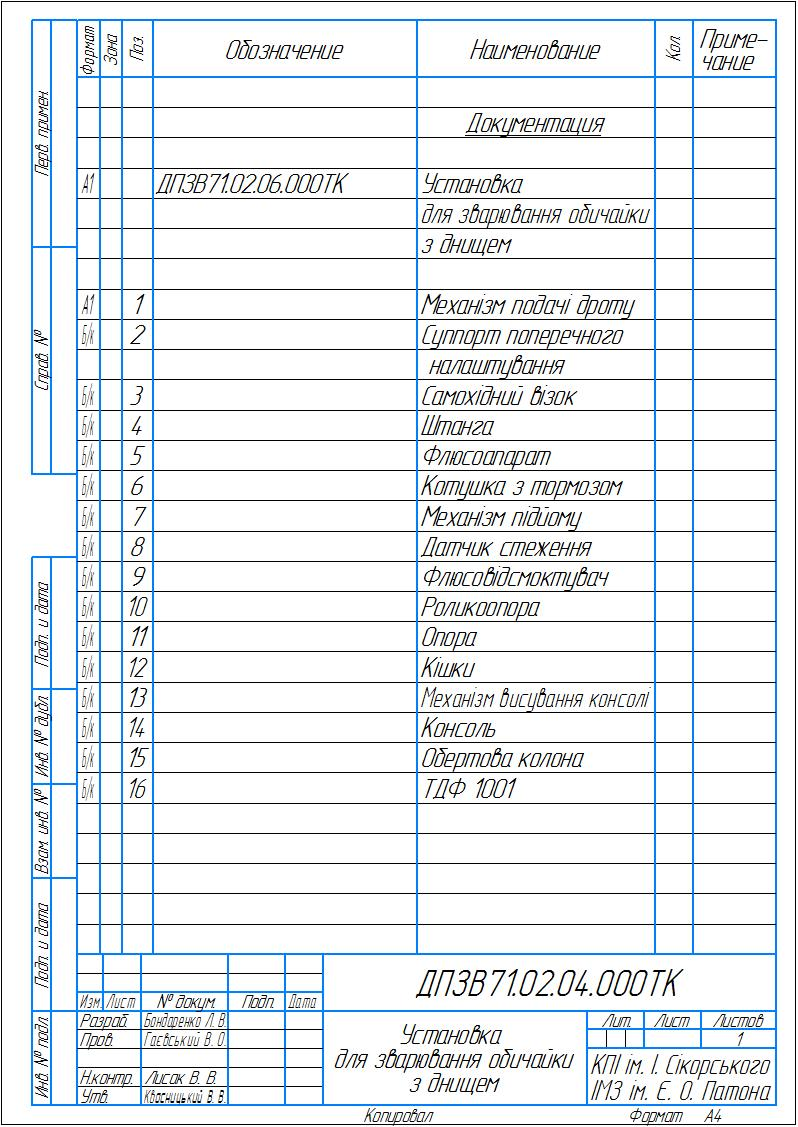 Формат Зона Поз. Обозначение Наименование Кол. Приме-
чание
Документация
А1 ДПЗВ71.02.06.000ТК Установка
для зварювання обичайки
з днищем
А1 1 Механізм подачі дроту
Б/к 2 Суппорт поперечного
налаштування
Б/к 3 Самохідний візок
Б/к 4 Штанга
Б/к 5 Флюсоапарат
Б/к 6 Котушка з тормозом
Б/к 7 Механізм підйому
Б/к 8 Датчик стеження
Б/к 9 Флюсовідсмоктувач
Б/к 10 Роликоопора
Б/к 11 Опора
Б/к 12 Кішки
Б/к 13 Механізм висування консолі
Б/к 14 Консоль
Б/к 15 Обертова колона
Б/к 16 ТДФ 1001
Перв. примен.
Справ. №
Подп. и дата
Инв. № дубл.
Взам. инв. №
Подп. и дата
Инв. № подл.
ДПЗВ71.02.04.000ТК
Изм. Лист № докум. Подп. Дата
Разраб. Бондаренко Л. В.
Пров. Гаєвський В. О.
Н.контр. Лисак В. В.
Утв. Квасницький В. В.
Установка
для зварювання обичайки
з днищем
Лит. Лист Листов
1
КПІ ім. І. Сікорського
ІМЗ ім. Е. О. Патона
Копировал Формат А4